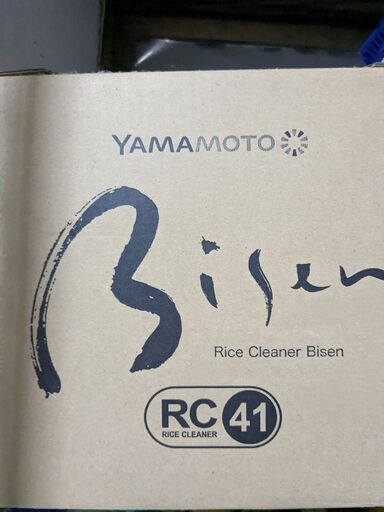 YAMAMOTO
Bisen
Rice Cleaner Bisen
RC 41
RICE CLEANER